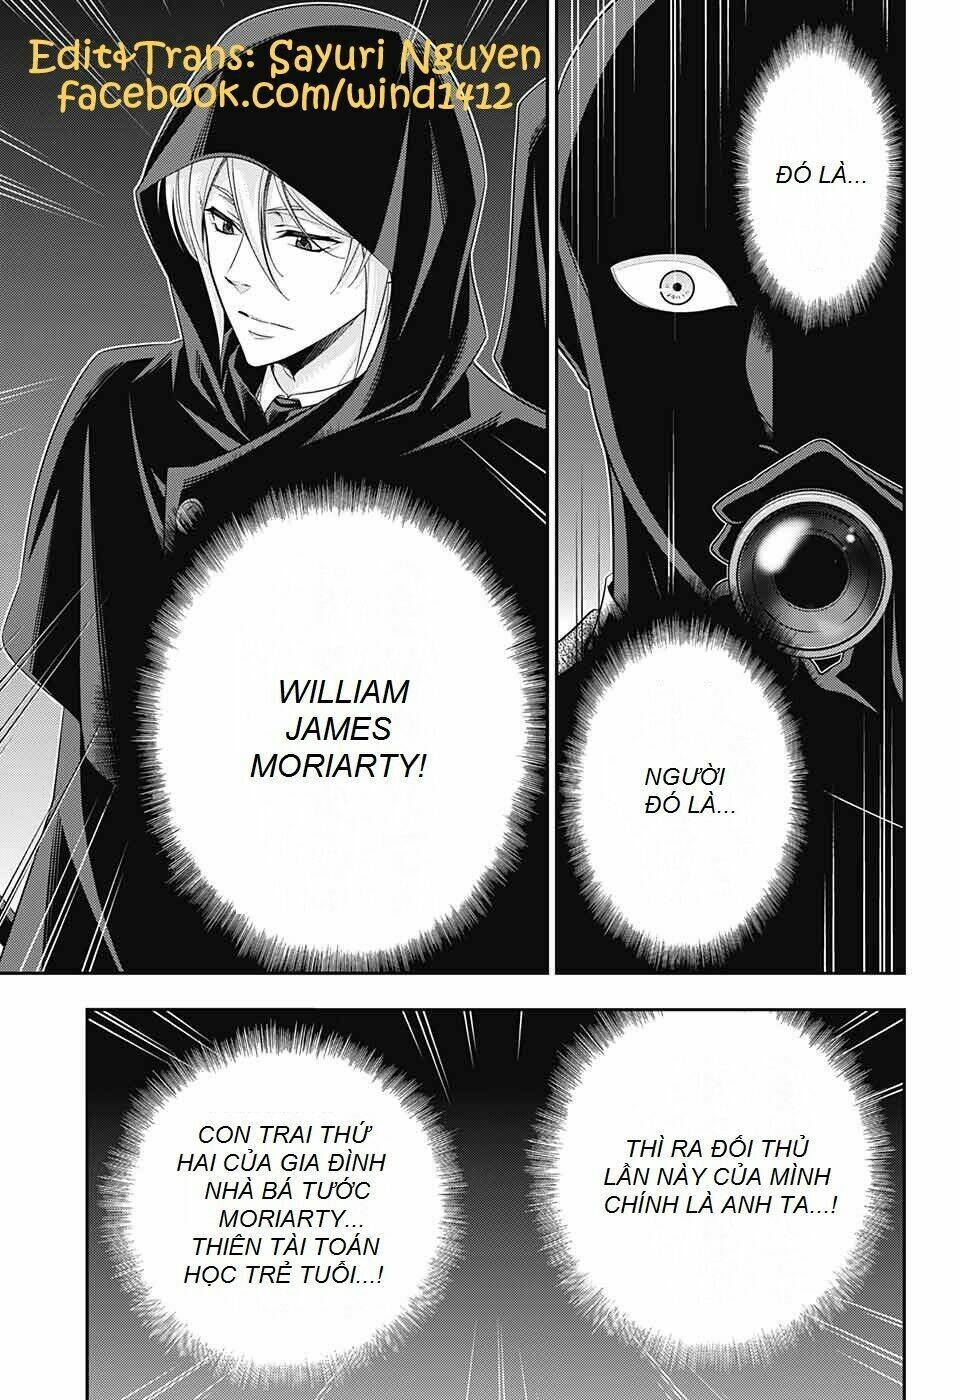 Edit&Trans: Sayuri Nguyen
facebook.com/wind1412
ĐÓ LÀ...
NGƯỜI
ĐÓ LÀ...
WILLIAM
JAMES
MORIARTY!
THÌ RA ĐỐI THỦ
LẦN NÀY CỦA MÌNH
CHÍNH LÀ ANH TA...!
CON TRAI THỨ
HAI CỦA GIA ĐÌNH
NHÀ BÁ TƯỚC
MORIARTY...
THIÊN TÀI TOÁN
HỌC TRẺ TUỔI...!